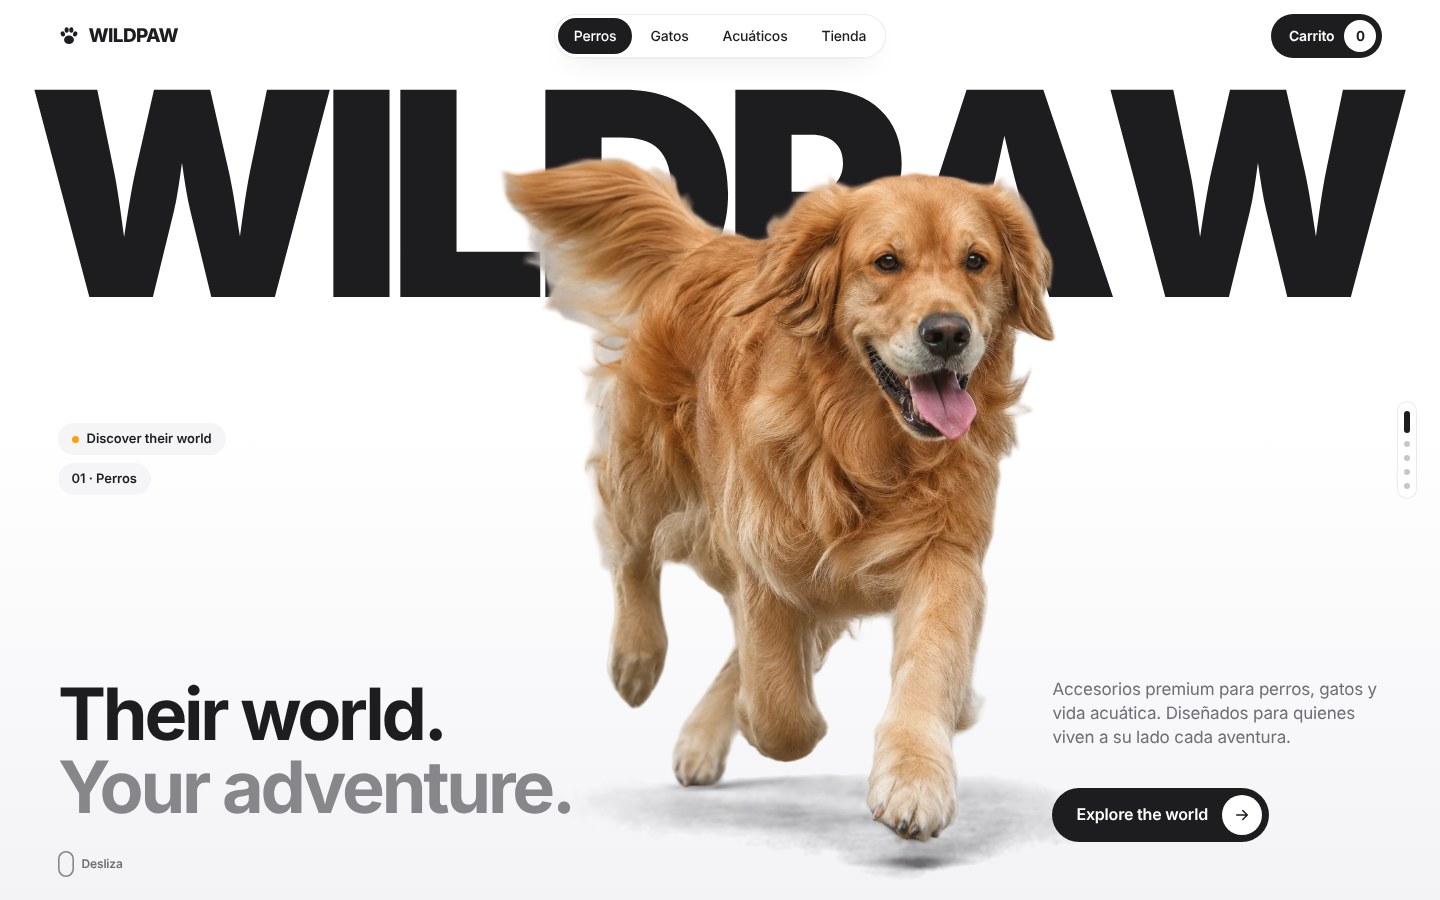 WILDPAW
Perros
Gatos
Acuáticos
Tienda
Carrito
0
WILDPAW
Discover their world
01 · Perros
Their world.
Your adventure.
Accesorios premium para perros, gatos y
vida acuática. Diseñados para quienes
viven a su lado cada aventura.
Explore the world
Desliza